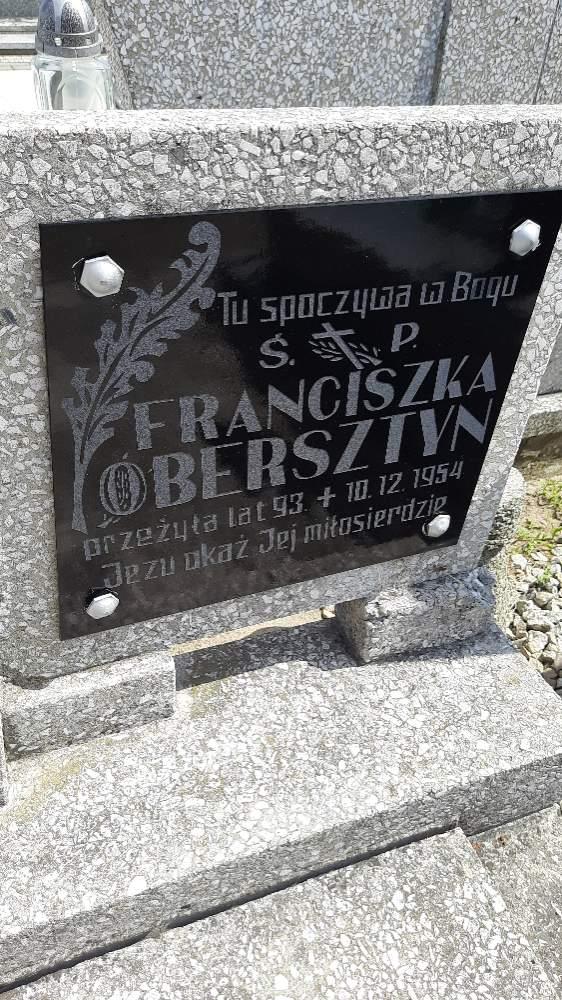 Tu spoczywa w Bogu
Ś. P.
FRANCISZKA
OBERSZTYN
przeżyła lat 93. + 10.12.1954
Jezu okaż Jej miłosierdzie